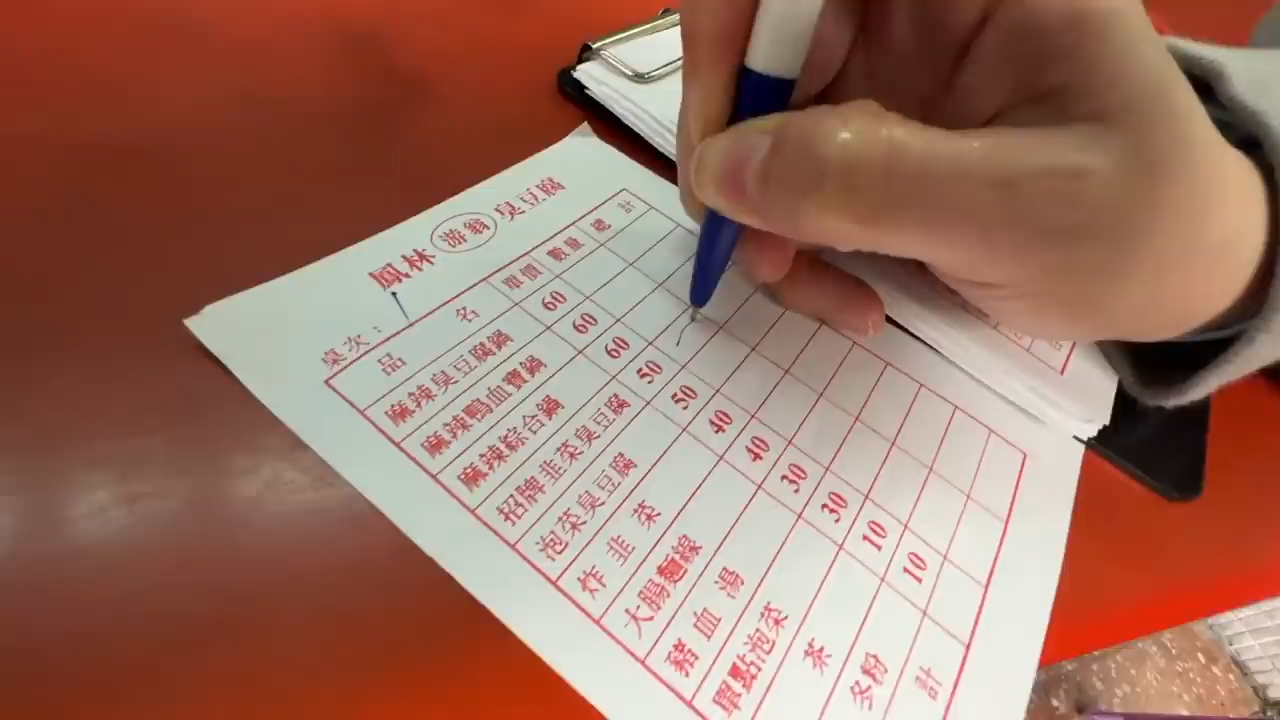 鳳林 游翁 臭豆腐
桌次：
品名 單價 數量 總計
麻辣臭豆腐鍋 60
麻辣鴨血寶鍋 60
麻辣綜合鍋 60
招牌韭菜臭豆腐 50
泡菜臭豆腐 50
炸韭菜 40
大腸麵線 40
豬血湯 30
單點泡菜 30
茶 10
冬粉 10
計